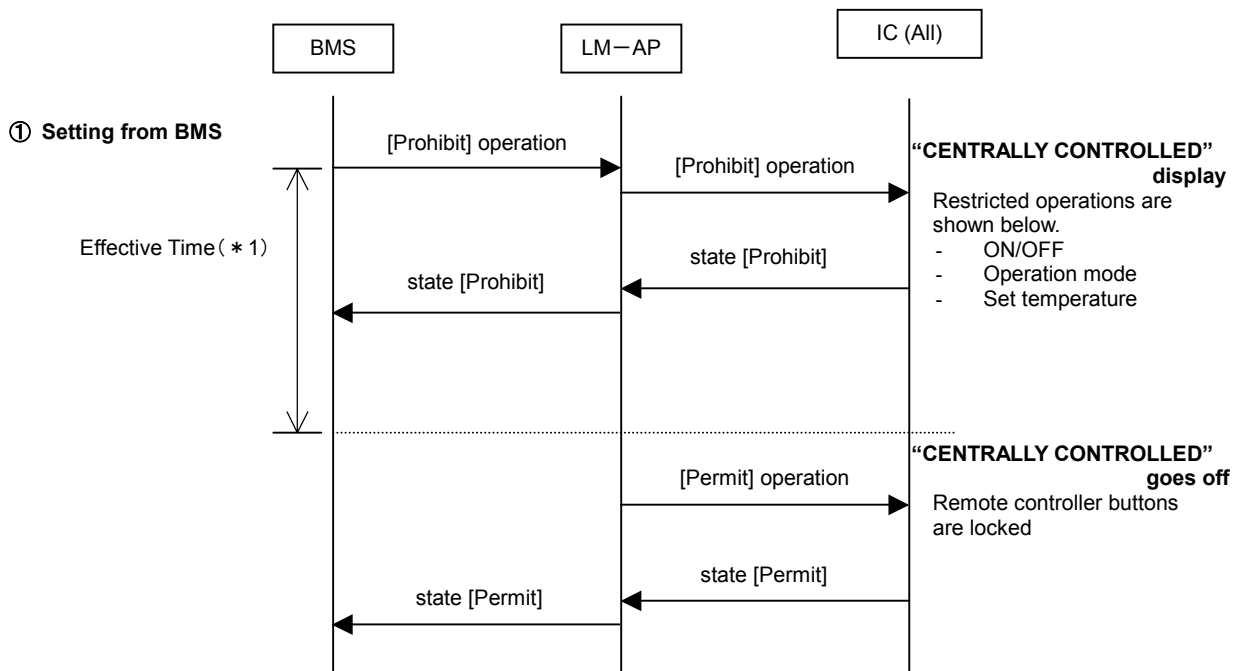 BMS
LM－AP
IC (All)
① Setting from BMS
[Prohibit] operation
[Prohibit] operation
“CENTRALLY CONTROLLED”
display
Restricted operations are
shown below.
- ON/OFF
- Operation mode
- Set temperature
Effective Time(＊1)
state [Prohibit]
state [Prohibit]
“CENTRALLY CONTROLLED”
goes off
[Permit] operation
Remote controller buttons
are locked
state [Permit]
state [Permit]